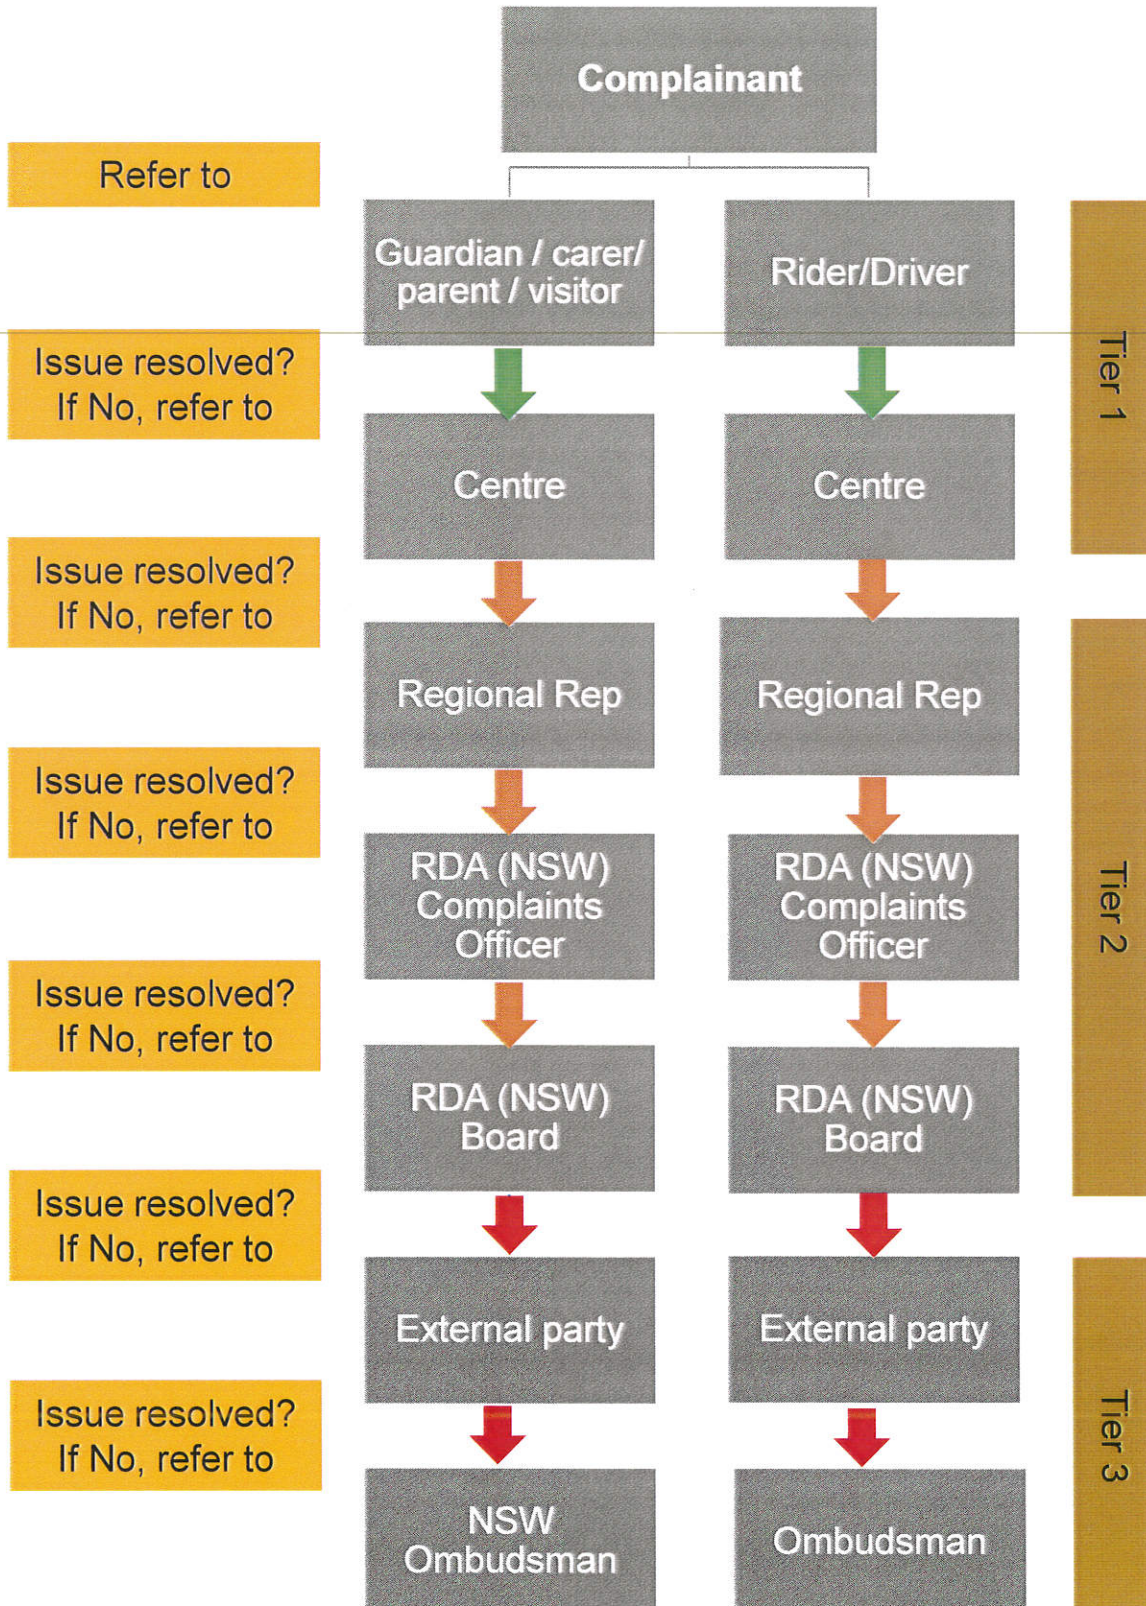 Complainant
Refer to
Guardian / carer/
parent / visitor
Rider/Driver
Tier 1
Issue resolved?
If No, refer to
Centre
Centre
Issue resolved?
If No, refer to
Regional Rep
Regional Rep
Tier 2
Issue resolved?
If No, refer to
RDA (NSW)
Complaints
Officer
RDA (NSW)
Complaints
Officer
Issue resolved?
If No, refer to
RDA (NSW)
Board
RDA (NSW)
Board
Issue resolved?
If No, refer to
External party
External party
Tier 3
Issue resolved?
If No, refer to
NSW
Ombudsman
Ombudsman